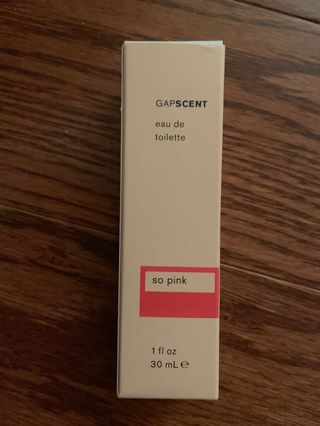 GAPSCENT
eau de
toilette
so pink
1 fl oz
30 mL ℮